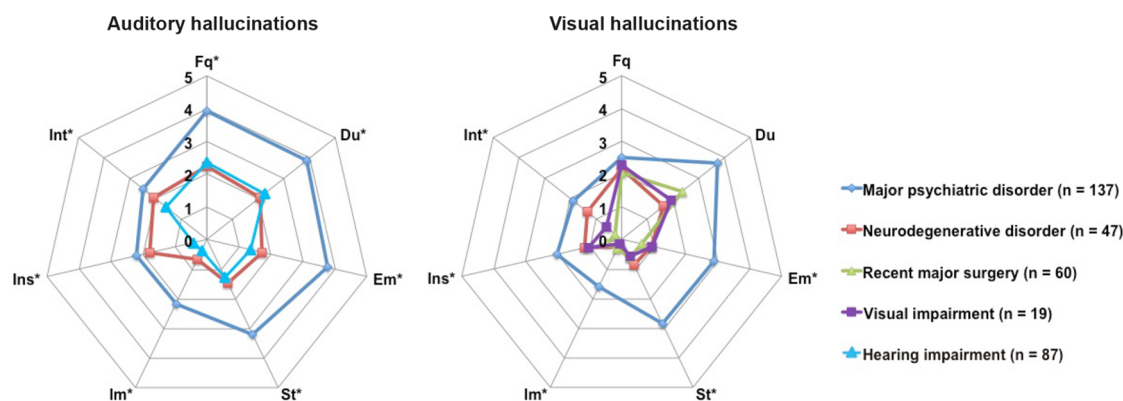 Auditory hallucinations
Fq*
5
4
3
2
1
0
Int*
Du*
Ins*
Em*
Im*
St*
Visual hallucinations
Fq
5
4
3
2
1
0
Int*
Du
Ins*
Em*
Im*
St*
Major psychiatric disorder (n = 137)
Neurodegenerative disorder (n = 47)
Recent major surgery (n = 60)
Visual impairment (n = 19)
Hearing impairment (n = 87)